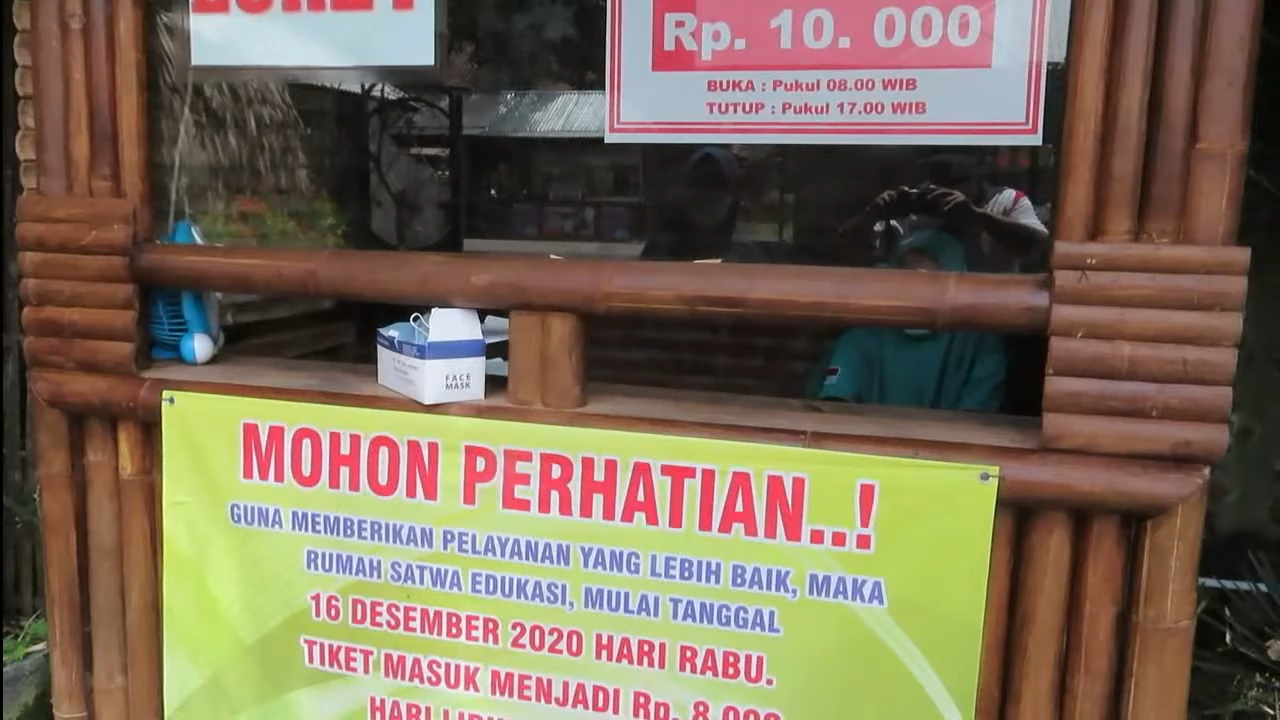 Rp. 10. 000
BUKA : Pukul 08.00 WIB
TUTUP : Pukul 17.00 WIB
FACE
MASK
MOHON PERHATIAN..!
GUNA MEMBERIKAN PELAYANAN YANG LEBIH BAIK, MAKA
RUMAH SATWA EDUKASI, MULAI TANGGAL
16 DESEMBER 2020 HARI RABU.
TIKET MASUK MENJADI Rp. 8.000
HARI